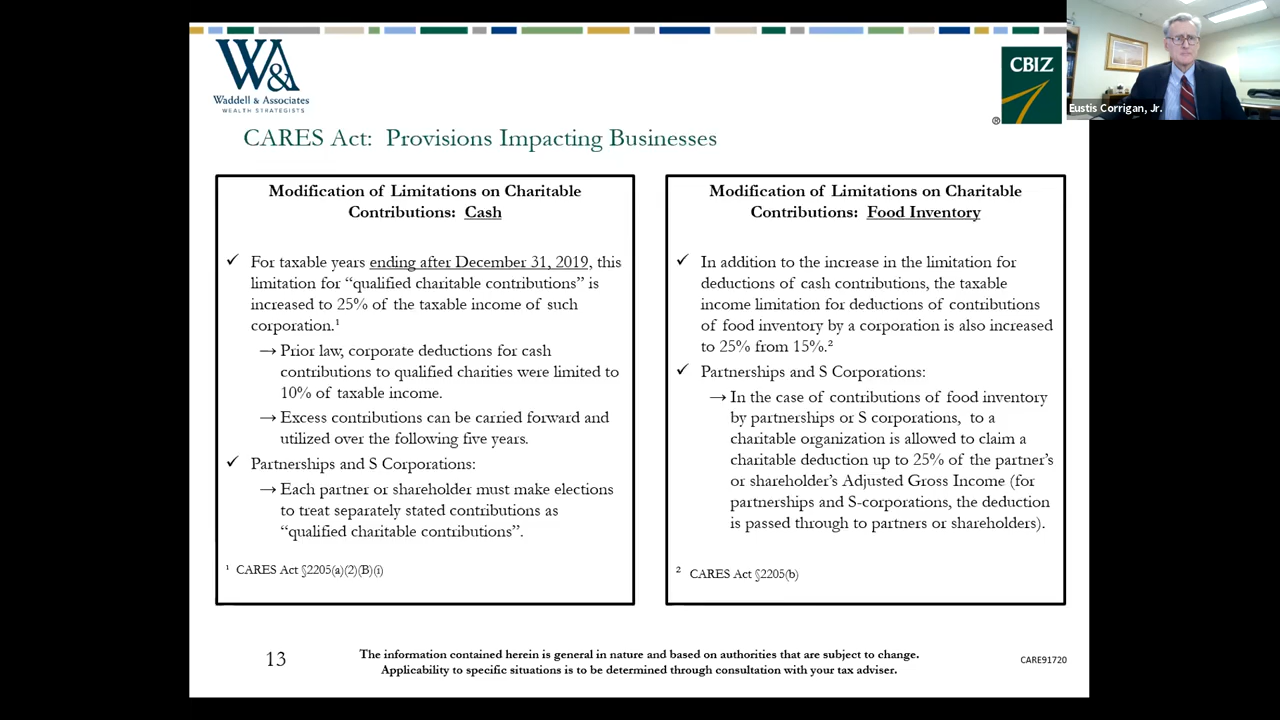 W&A
Waddell & Associates
WEALTH STRATEGISTS
CBIZ
®
Eustis Corrigan, Jr.
CARES Act: Provisions Impacting Businesses
Modification of Limitations on Charitable
Contributions: Cash
✓ For taxable years ending after December 31, 2019, this
limitation for “qualified charitable contributions” is
increased to 25% of the taxable income of such
corporation.¹
→ Prior law, corporate deductions for cash
contributions to qualified charities were limited to
10% of taxable income.
→ Excess contributions can be carried forward and
utilized over the following five years.
✓ Partnerships and S Corporations:
→ Each partner or shareholder must make elections
to treat separately stated contributions as
“qualified charitable contributions”.
¹ CARES Act §2205(a)(2)(B)(i)
Modification of Limitations on Charitable
Contributions: Food Inventory
✓ In addition to the increase in the limitation for
deductions of cash contributions, the taxable
income limitation for deductions of contributions
of food inventory by a corporation is also increased
to 25% from 15%.²
✓ Partnerships and S Corporations:
→ In the case of contributions of food inventory
by partnerships or S corporations, to a
charitable organization is allowed to claim a
charitable deduction up to 25% of the partner’s
or shareholder’s Adjusted Gross Income (for
partnerships and S-corporations, the deduction
is passed through to partners or shareholders).
² CARES Act §2205(b)
13
The information contained herein is general in nature and based on authorities that are subject to change.
Applicability to specific situations is to be determined through consultation with your tax adviser.
CARE91720